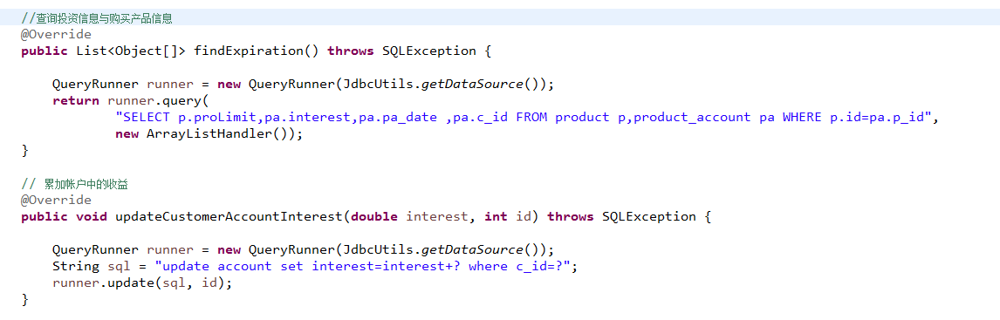 //查询投资信息与购买产品信息
@Override
public List<Object[]> findExpiration() throws SQLException {
QueryRunner runner = new QueryRunner(JdbcUtils.getDataSource());
return runner.query(
"SELECT p.proLimit,pa.interest,pa.pa_date ,pa.c_id FROM product p,product_account pa WHERE p.id=pa.p_id",
new ArrayListHandler());
}
// 累加帐户中的收益
@Override
public void updateCustomerAccountInterest(double interest, int id) throws SQLException {
QueryRunner runner = new QueryRunner(JdbcUtils.getDataSource());
String sql = "update account set interest=interest+? where c_id=?";
runner.update(sql, id);
}